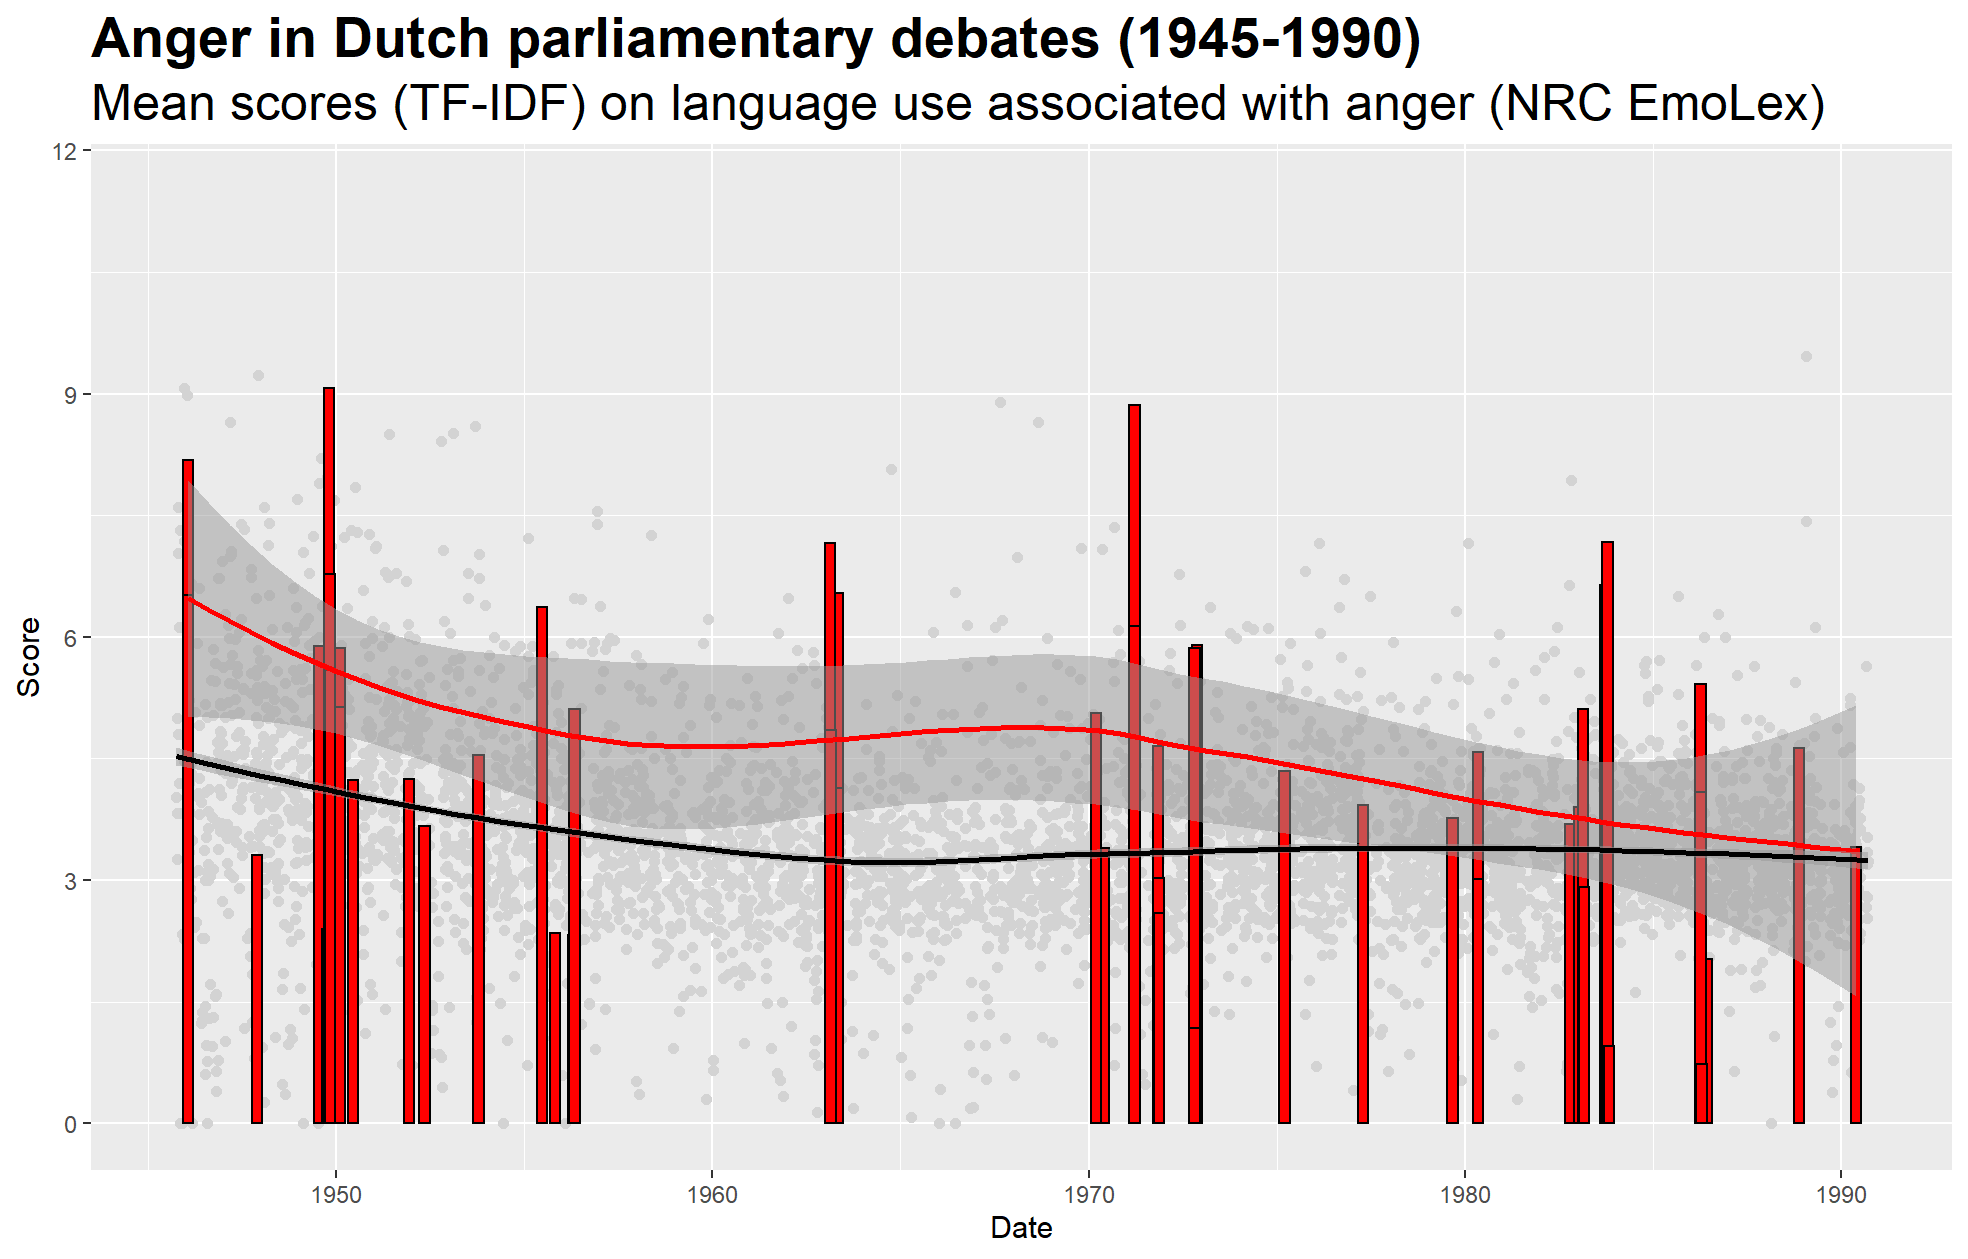 Anger in Dutch parliamentary debates (1945-1990)
Mean scores (TF-IDF) on language use associated with anger (NRC EmoLex)
12
9
6
3
0
Score
1950 1960 1970 1980 1990
Date